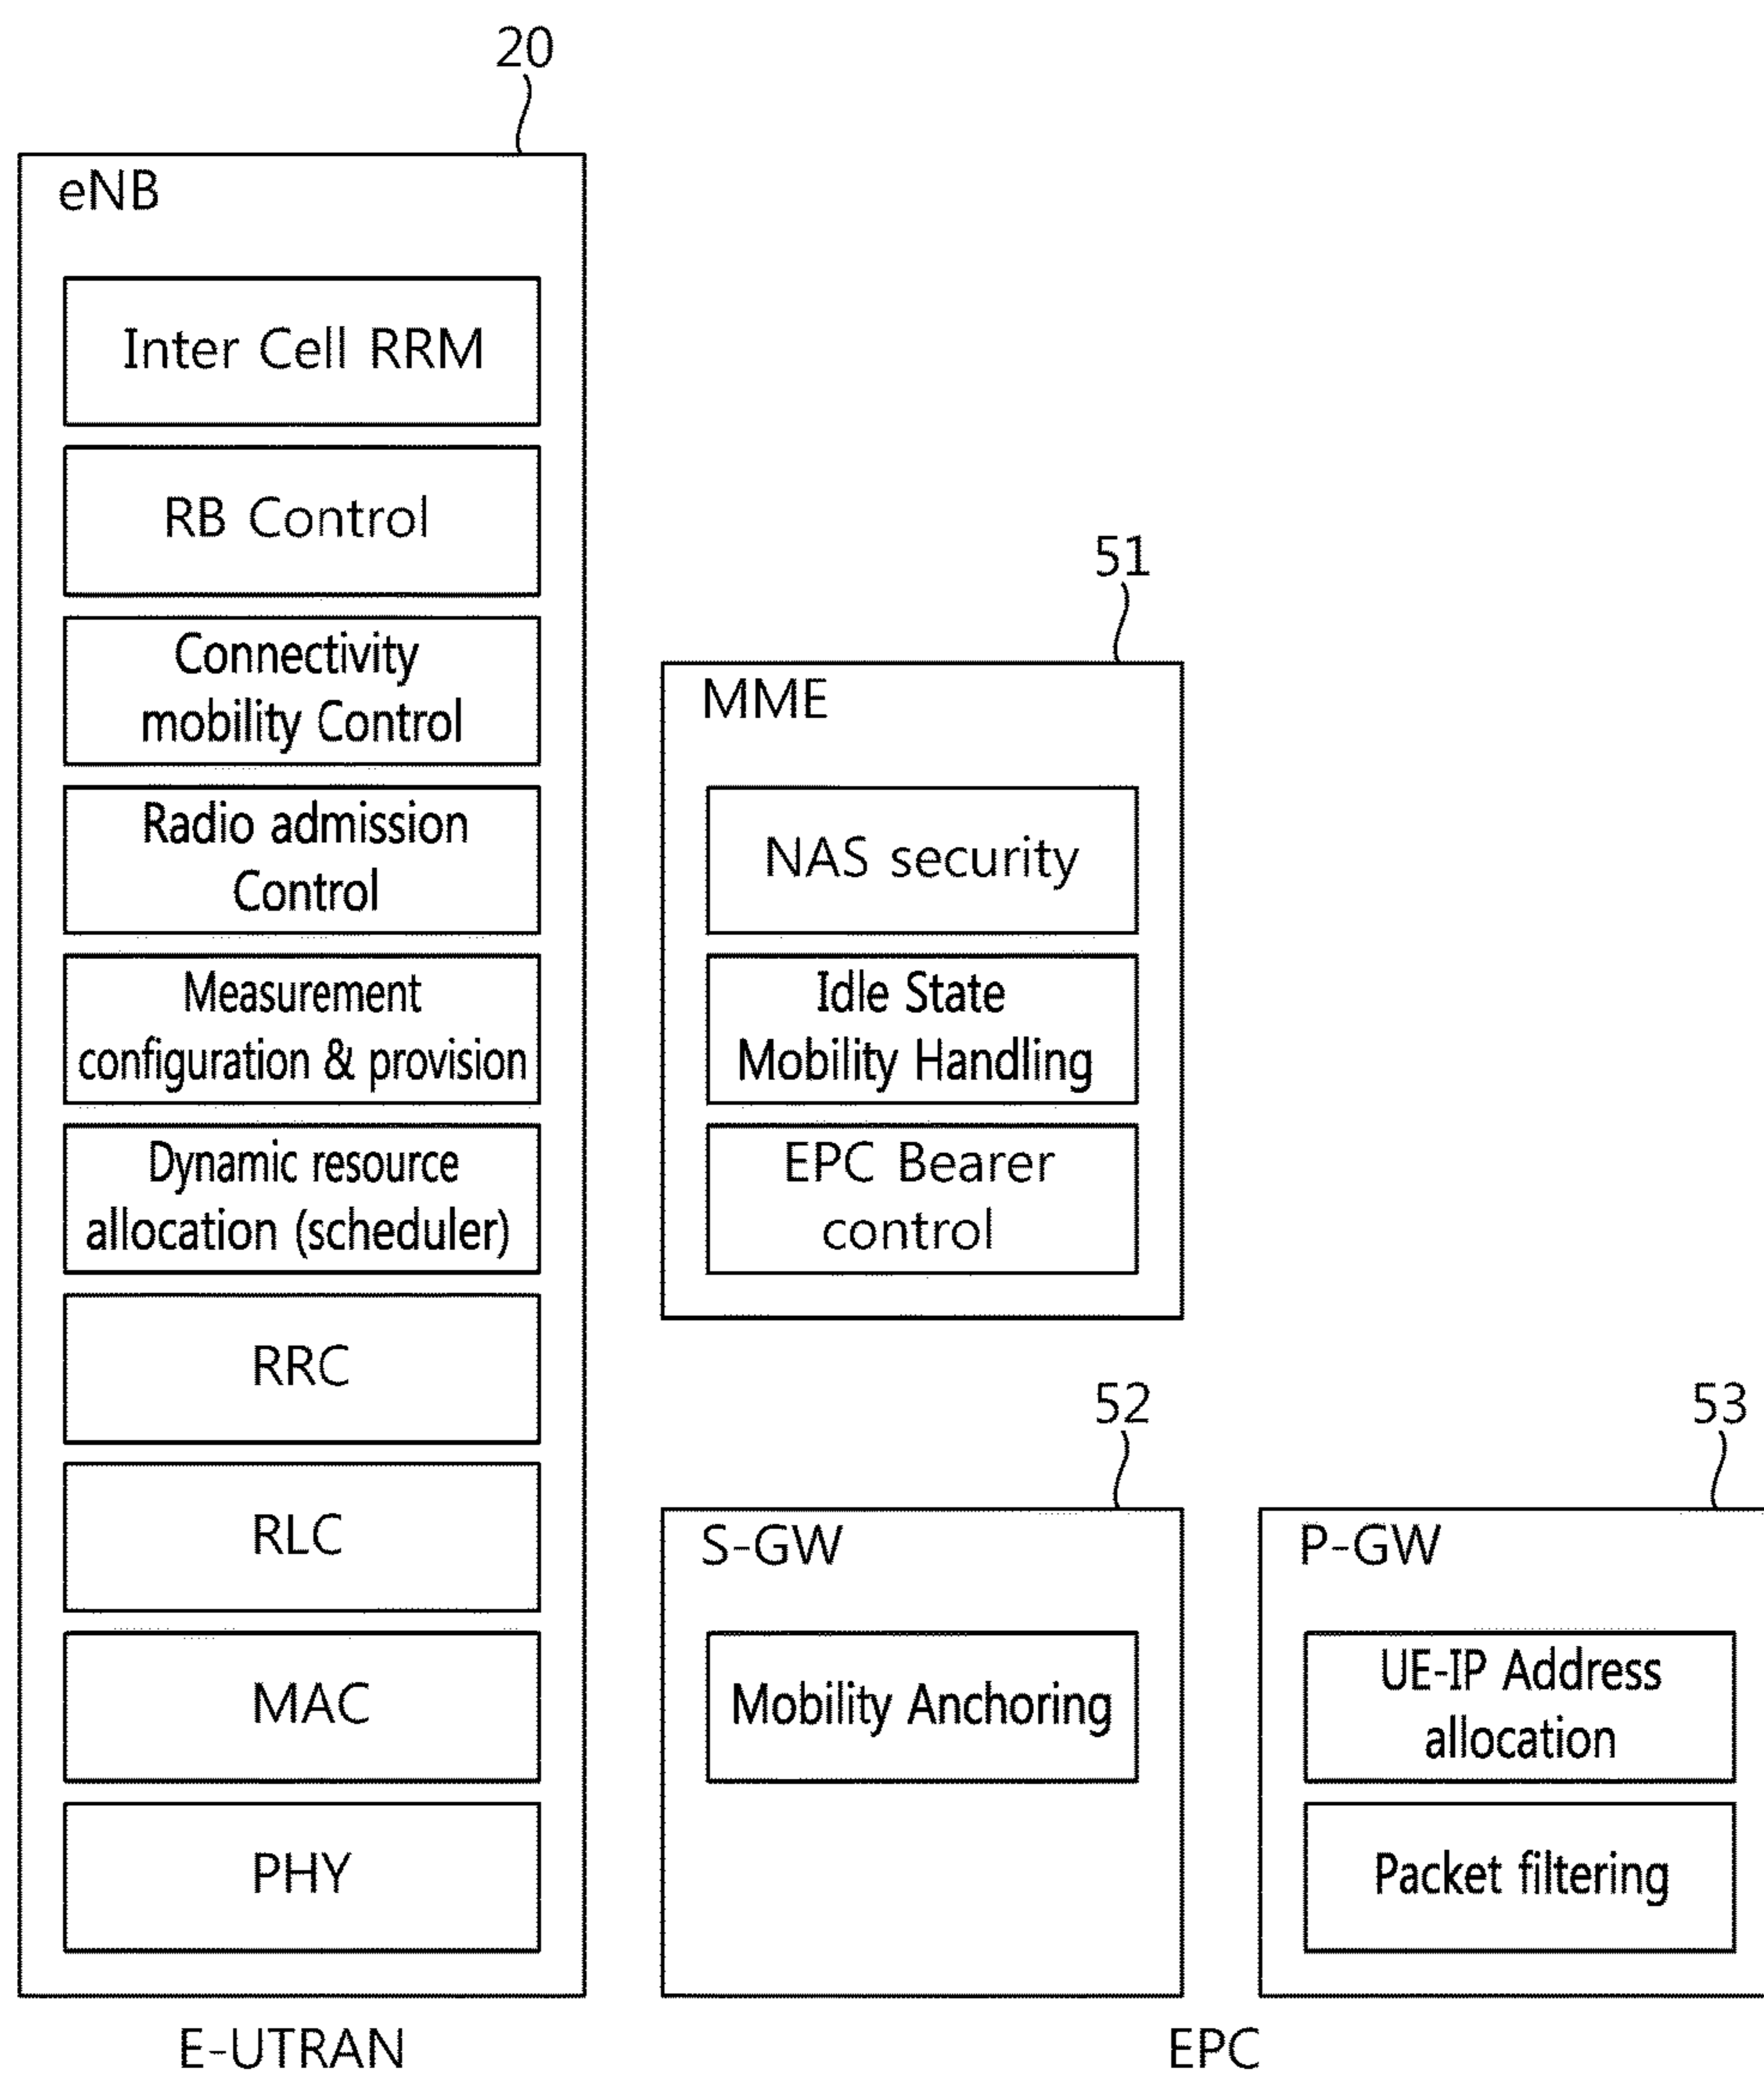 20
eNB
Inter Cell RRM
RB Control
Connectivity
mobility Control
Radio admission
Control
Measurement
configuration & provision
Dynamic resource
allocation (scheduler)
RRC
RLC
MAC
PHY
E-UTRAN
51
MME
NAS security
Idle State
Mobility Handling
EPC Bearer
control
52
S-GW
Mobility Anchoring
53
P-GW
UE-IP Address
allocation
Packet filtering
EPC